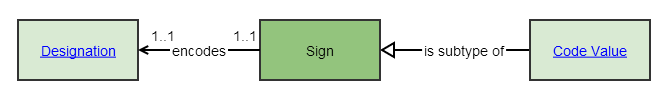 1..1 1..1
Designation encodes Sign is subtype of Code Value